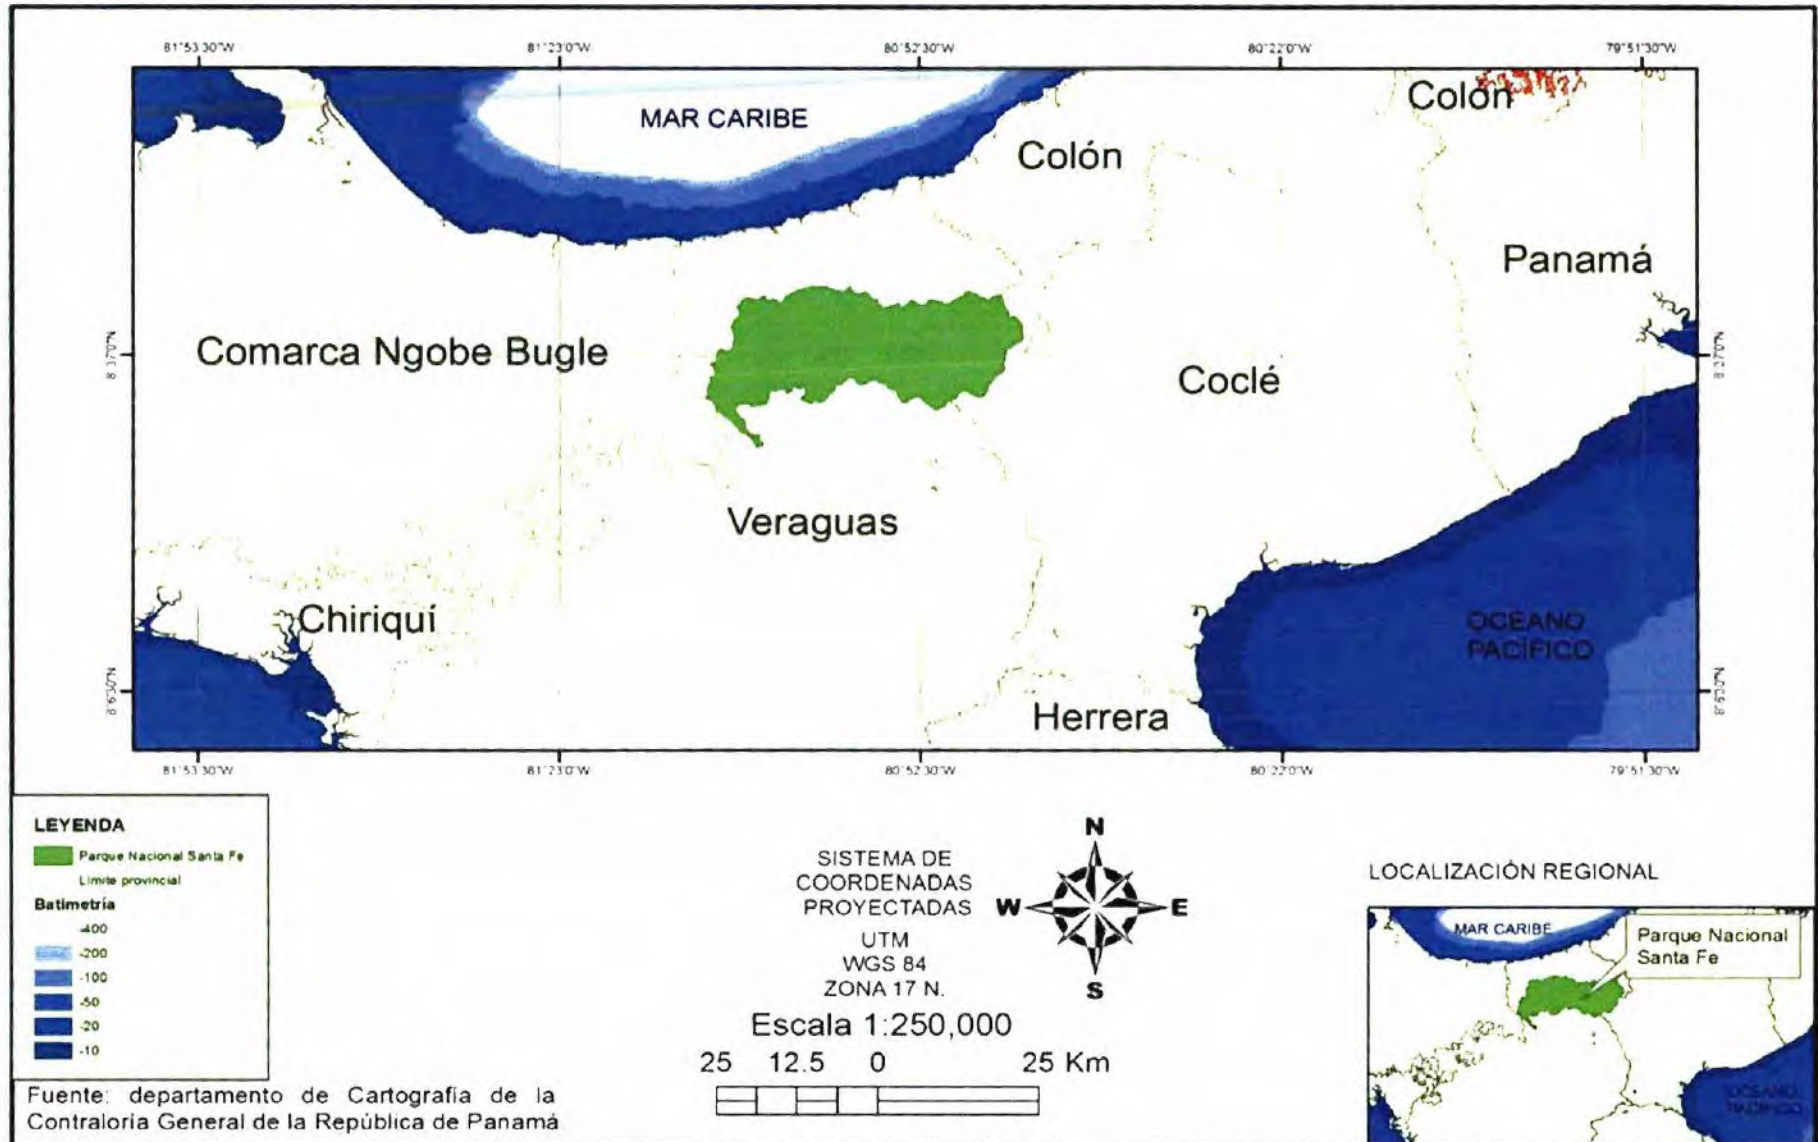 81°53'30"W
81°23'0"W
80°52'30"W
80°22'0"W
79°51'30"W
MAR CARIBE
Colón
Colón
Panamá
Comarca Ngobe Bugle
Coclé
Veraguas
Chiriquí
Herrera
OCEANO
PACÍFICO
81°53'30"W
81°23'0"W
80°52'30"W
80°22'0"W
79°51'30"W
LEYENDA
Parque Nacional Santa Fe
Limite provincial
Batimetría
-400
-200
-100
-50
-20
-10
SISTEMA DE
COORDENADAS
PROYECTADAS
UTM
WGS 84
ZONA 17 N.
N
W
E
S
Escala 1:250,000
25 12.5 0 25 Km
LOCALIZACIÓN REGIONAL
MAR CARIBE
Parque Nacional
Santa Fe
OCEANO
PACIFICO
Fuente: departamento de Cartografía de la
Contraloría General de la República de Panamá